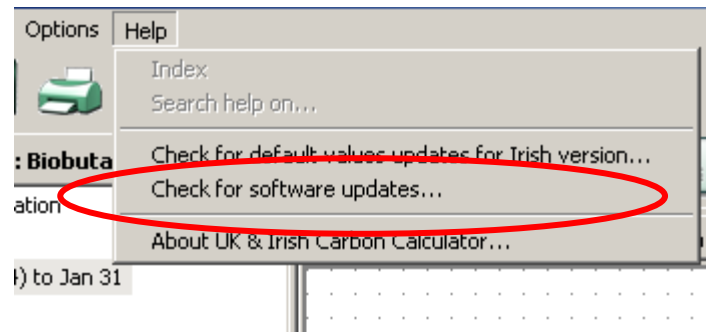 Options Help
Index
Search help on...
: Biobuta
Check for default values updates for Irish version...
ation
Check for software updates...
About UK & Irish Carbon Calculator...
4) to Jan 31